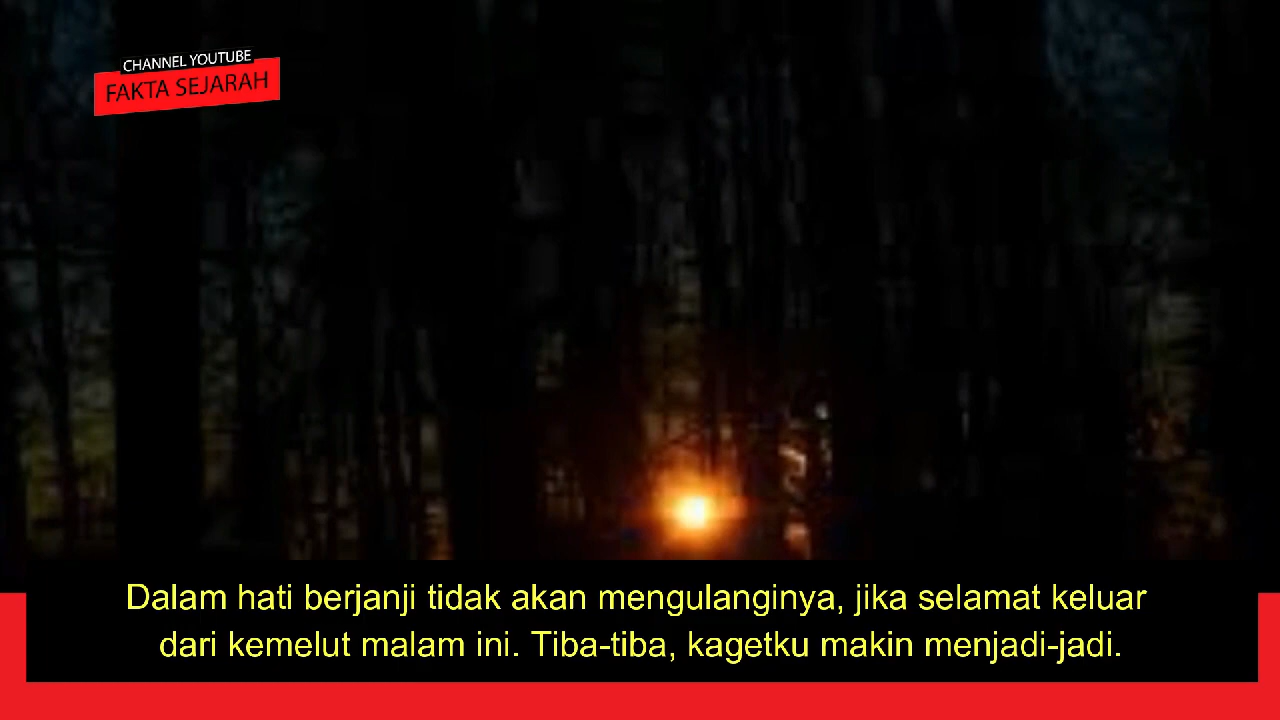 CHANNEL YOUTUBE
FAKTA SEJARAH
Dalam hati berjanji tidak akan mengulanginya, jika selamat keluar
dari kemelut malam ini. Tiba-tiba, kagetku makin menjadi-jadi.